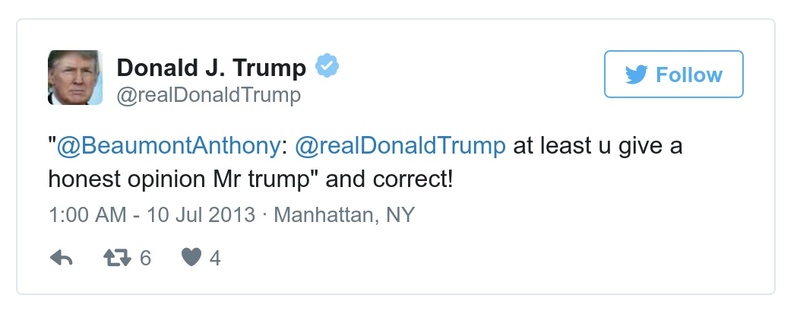 Donald J. Trump
@realDonaldTrump
Follow
"@BeaumontAnthony: @realDonaldTrump at least u give a
honest opinion Mr trump" and correct!
1:00 AM - 10 Jul 2013 · Manhattan, NY
6 4